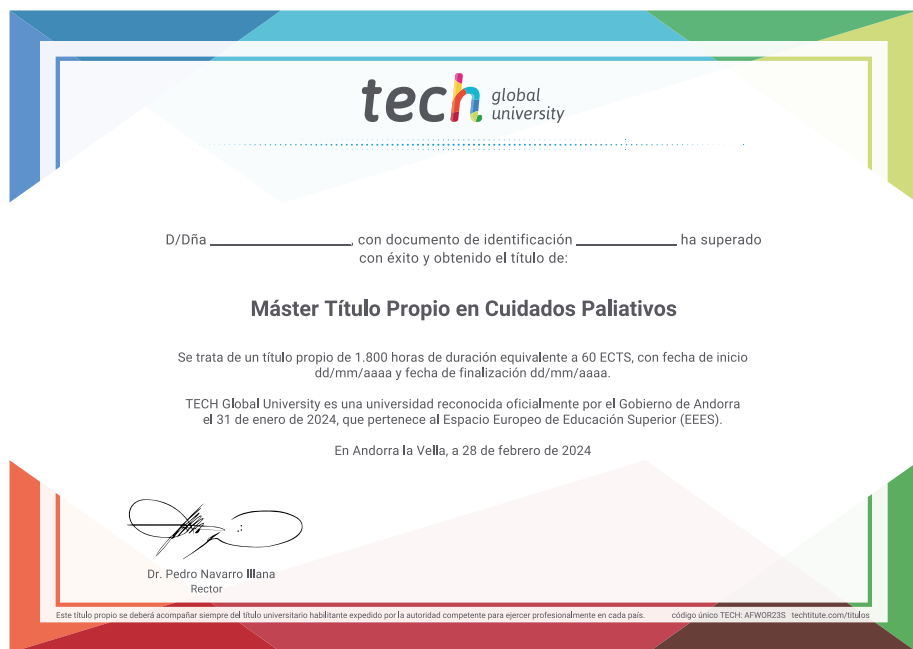 tech global university
D/Dña ________________, con documento de identificación ____________ ha superado
con éxito y obtenido el título de:
Máster Título Propio en Cuidados Paliativos
Se trata de un título propio de 1.800 horas de duración equivalente a 60 ECTS, con fecha de inicio
dd/mm/aaaa y fecha de finalización dd/mm/aaaa.
TECH Global University es una universidad reconocida oficialmente por el Gobierno de Andorra
el 31 de enero de 2024, que pertenece al Espacio Europeo de Educación Superior (EEES).
En Andorra la Vella, a 28 de febrero de 2024
Dr. Pedro Navarro Illana
Rector
Este título propio se deberá acompañar siempre del título universitario habilitante expedido por la autoridad competente para ejercer profesionalmente en cada país. código único TECH: AFWOR23S techtitute.com/titulos